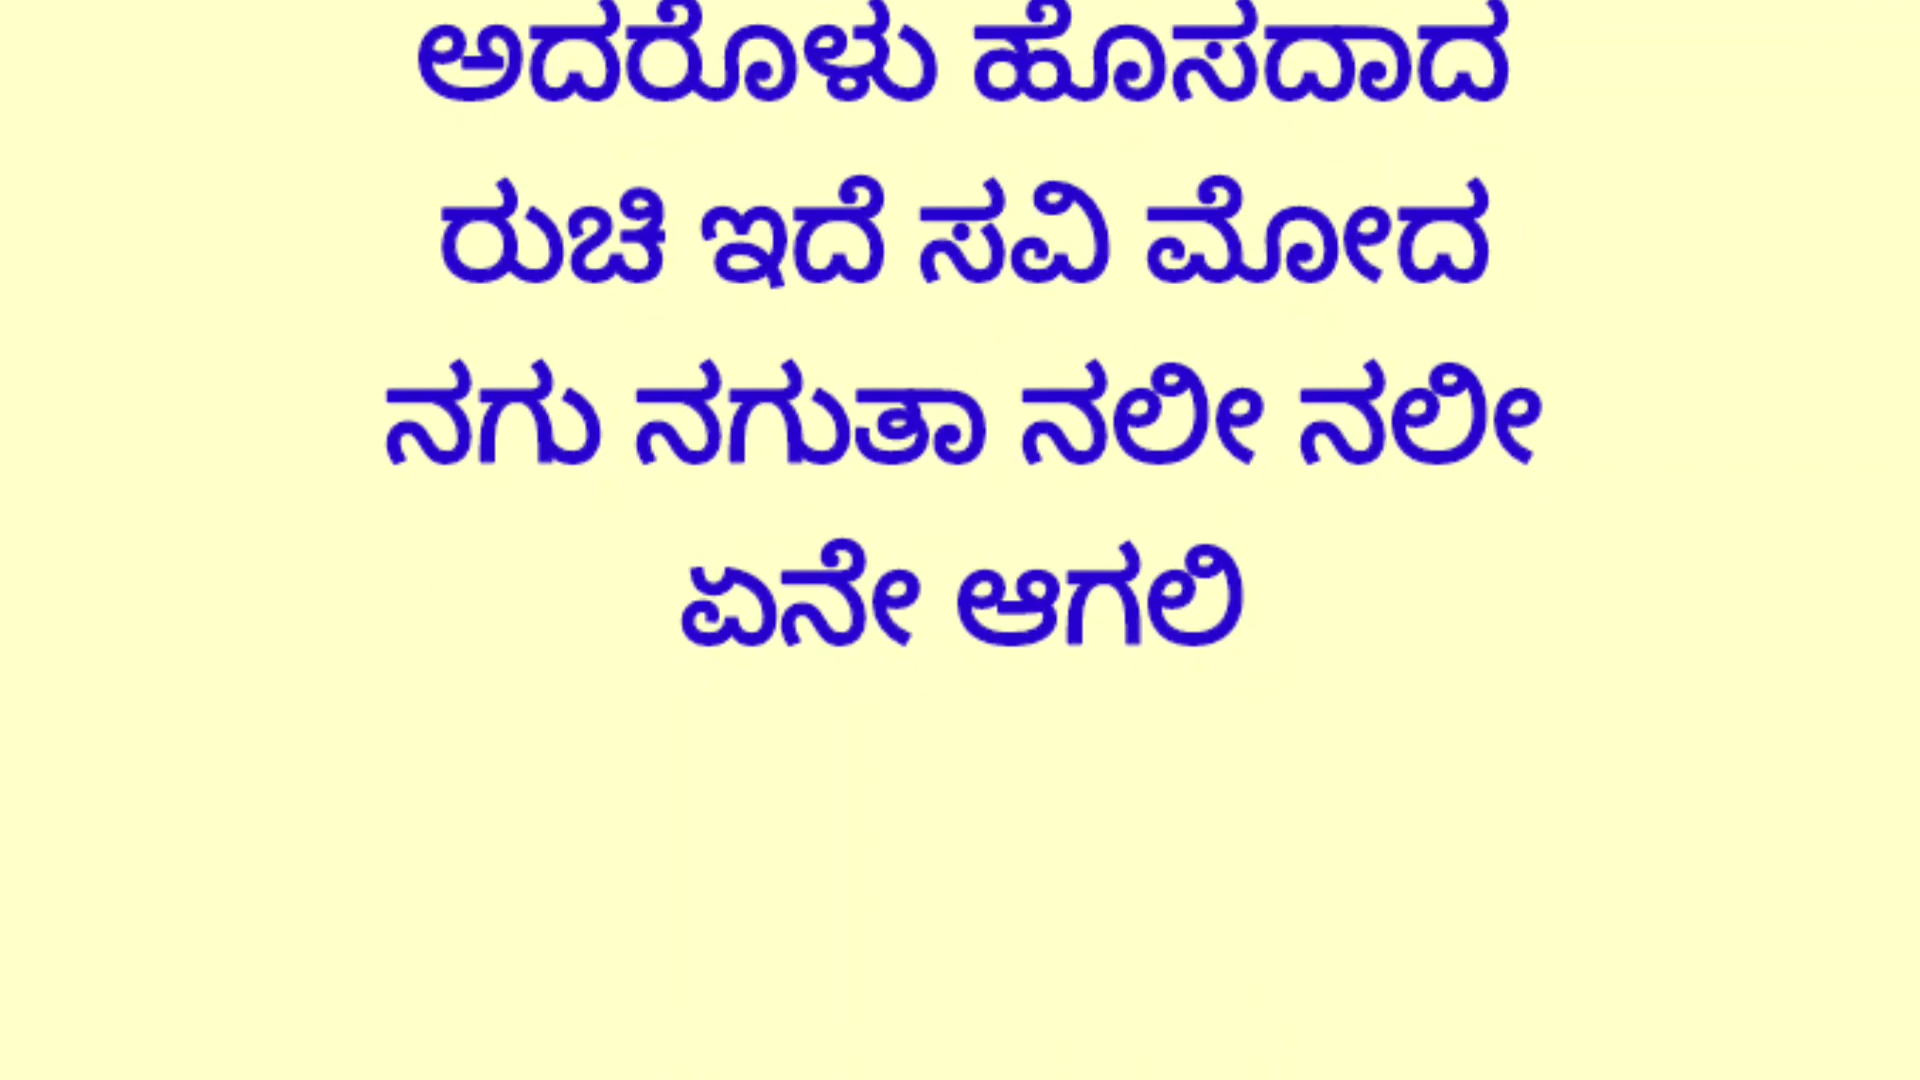 ಅದರೊಳು ಹೊಸದಾದ
ರುಚಿ ಇದೆ ಸವಿ ಮೋದ
ನಗು ನಗುತಾ ನಲೀ ನಲೀ
ಏನೇ ಆಗಲಿ